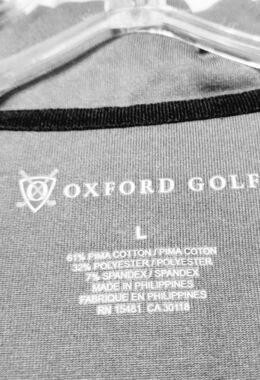 OXFORD GOLF
L
61% PIMA COTTON / PIMA COTON
32% POLYESTER / POLYESTER
7% SPANDEX / SPANDEX
MADE IN PHILIPPINES
FABRIQUE EN PHILIPPINES
RN 15481 CA 30118